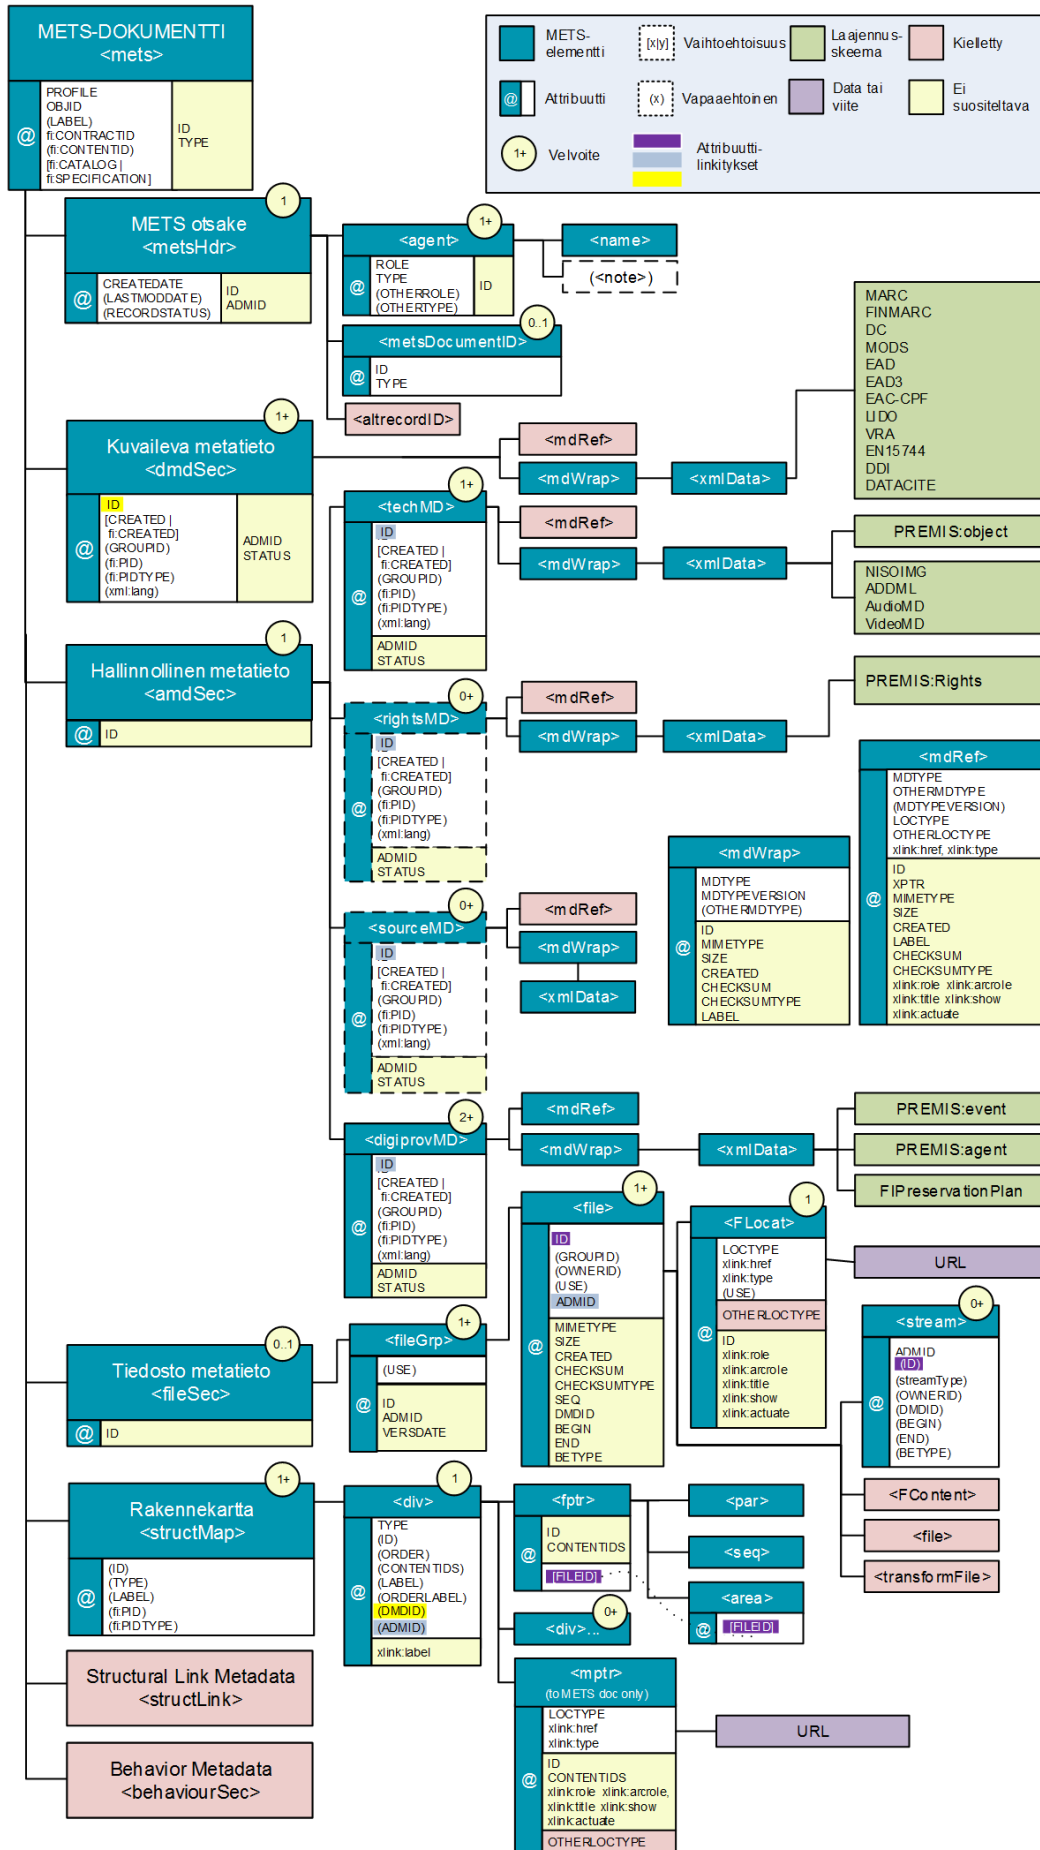 METS-DOKUMENTTI
<mets>
@
PROFILE
OBJID
(LABEL)
fi:CONTRACTID
(fi:CONTENTID)
[fi:CATALOG |
fi:SPECIFICATION]
ID
TYPE
METS-
elementti
[x|y]
Vaihtoehtoisuus
Laajennus-
skeema
Kielletty
@
Attribuutti
(x)
Vapaaehtoinen
Data tai
viite
Ei
suositeltava
1+
Velvoite
Attribuutti-
linkitykset
METS otsake
<metsHdr>
1
@
CREATEDATE
(LASTMODDATE)
(RECORDSTATUS)
ID
ADMID
<agent>
1+
@
ROLE
TYPE
(OTHERROLE)
(OTHERTYPE)
ID
<name>
(<note>)
<metsDocumentID>
0..1
@
ID
TYPE
<altrecordID>
Kuvaileva metatieto
<dmdSec>
1+
@
ID
[CREATED |
fi:CREATED]
(GROUPID)
(fi:PID)
(fi:PIDTYPE)
(xml:lang)
ADMID
STATUS
<mdRef>
<mdWrap>
<xmlData>
MARC
FINMARC
DC
MODS
EAD
EAD3
EAC-CPF
LIDO
VRA
EN15744
DDI
DATACITE
Hallinnollinen metatieto
<amdSec>
1
@
ID
<techMD>
1+
@
ID
[CREATED |
fi:CREATED]
(GROUPID)
(fi:PID)
(fi:PIDTYPE)
(xml:lang)
ADMID
STATUS
<mdRef>
<mdWrap>
<xmlData>
PREMIS:object
NISOIMG
ADDML
AudioMD
VideoMD
<rightsMD>
0+
@
ID
[CREATED |
fi:CREATED]
(GROUPID)
(fi:PID)
(fi:PIDTYPE)
(xml:lang)
ADMID
STATUS
<mdRef>
<mdWrap>
<xmlData>
PREMIS:Rights
<mdWrap>
@
MDTYPE
MDTYPEVERSION
(OTHERMDTYPE)
ID
MIMETYPE
SIZE
CREATED
CHECKSUM
CHECKSUMTYPE
LABEL
<mdRef>
@
MDTYPE
OTHERMDTYPE
(MDTYPEVERSION)
LOCTYPE
OTHERLOCTYPE
xlink:href, xlink:type
ID
XPTR
MIMETYPE
SIZE
CREATED
LABEL
CHECKSUM
CHECKSUMTYPE
xlink:role xlink:arcrole
xlink:title xlink:show
xlink:actuate
<sourceMD>
0+
@
ID
[CREATED |
fi:CREATED]
(GROUPID)
(fi:PID)
(fi:PIDTYPE)
(xml:lang)
ADMID
STATUS
<mdRef>
<mdWrap>
<xmlData>
<digiprovMD>
2+
@
ID
[CREATED |
fi:CREATED]
(GROUPID)
(fi:PID)
(fi:PIDTYPE)
(xml:lang)
ADMID
STATUS
<mdRef>
<mdWrap>
<xmlData>
PREMIS:event
PREMIS:agent
FIPreservationPlan
Tiedosto metatieto
<fileSec>
0..1
@
ID
<fileGrp>
1+
@
(USE)
ID
ADMID
VERSDATE
<file>
1+
@
ID
(GROUPID)
(OWNERID)
(USE)
ADMID
MIMETYPE
SIZE
CREATED
CHECKSUM
CHECKSUMTYPE
SEQ
DMDID
BEGIN
END
BETYPE
<FLocat>
1
@
LOCTYPE
xlink:href
xlink:type
(USE)
OTHERLOCTYPE
ID
xlink:role
xlink:arcrole
xlink:title
xlink:show
xlink:actuate
URL
<stream>
0+
@
ADMID
(ID)
(streamType)
(OWNERID)
(DMDID)
(BEGIN)
(END)
(BETYPE)
<FContent>
<file>
<transformFile>
Rakennekartta
<structMap>
1+
@
(ID)
(TYPE)
(LABEL)
(fi:PID)
(fi:PIDTYPE)
<div>
1
@
TYPE
(ID)
(ORDER)
(CONTENTIDS)
(LABEL)
(ORDERLABEL)
(DMDID)
(ADMID)
xlink:label
<fptr>
@
ID
CONTENTIDS
[FILEID]
<par>
<seq>
<area>
@
[FILEID]
<div>...
0+
<mptr>
(to METS doc only)
@
LOCTYPE
xlink:href
xlink:type
ID
CONTENTIDS
xlink:role xlink:arcrole,
xlink:title xlink:show
xlink:actuate
OTHERLOCTYPE
URL
Structural Link Metadata
<structLink>
Behavior Metadata
<behaviourSec>